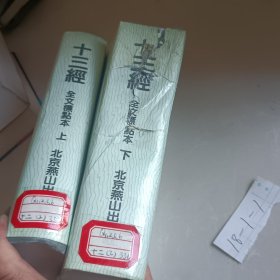 十三經
全文標點本
上
北京燕山出
十三經
全文標點本
下
北京燕山出
18-1-1